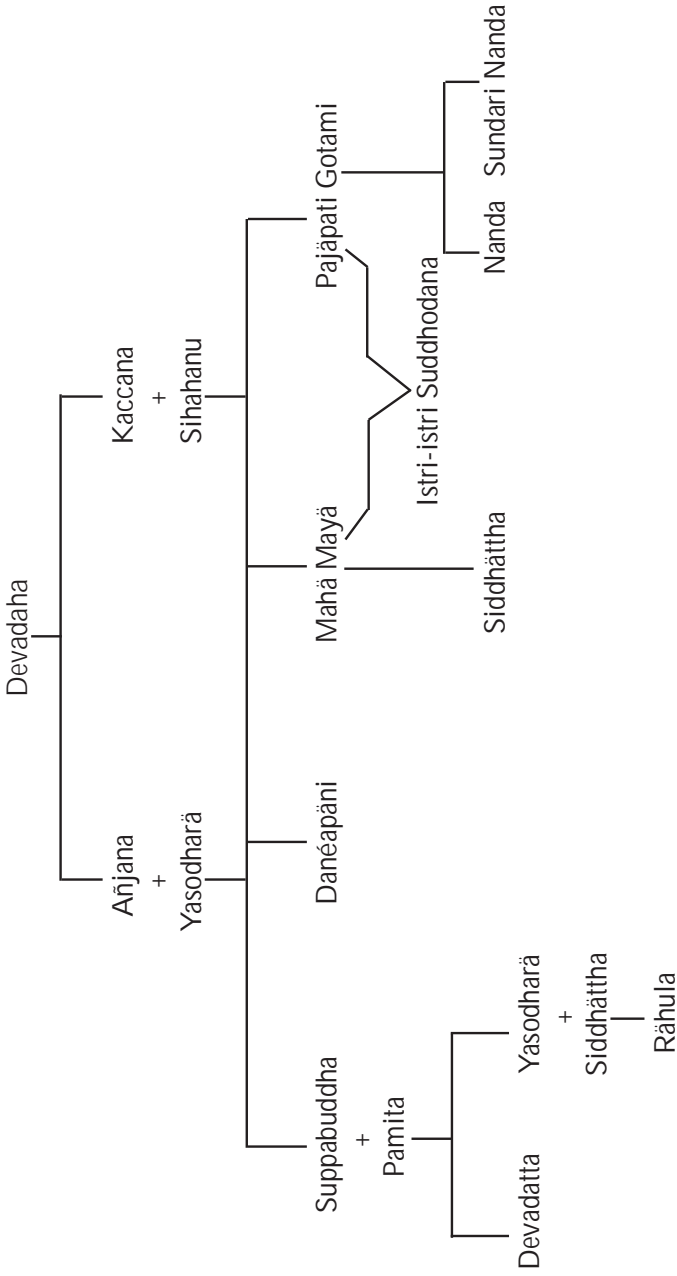 Devadaha
Añjana
+
Yasodharä
Kaccana
+
Sihahanu
Suppabuddha
+
Pamita
Danéapäni
Mahä Mayä
Pajäpati Gotami
Istri-istri Suddhodana
Devadatta
Yasodharä
+
Siddhättha
Rähula
Siddhättha
Nanda
Sundari Nanda